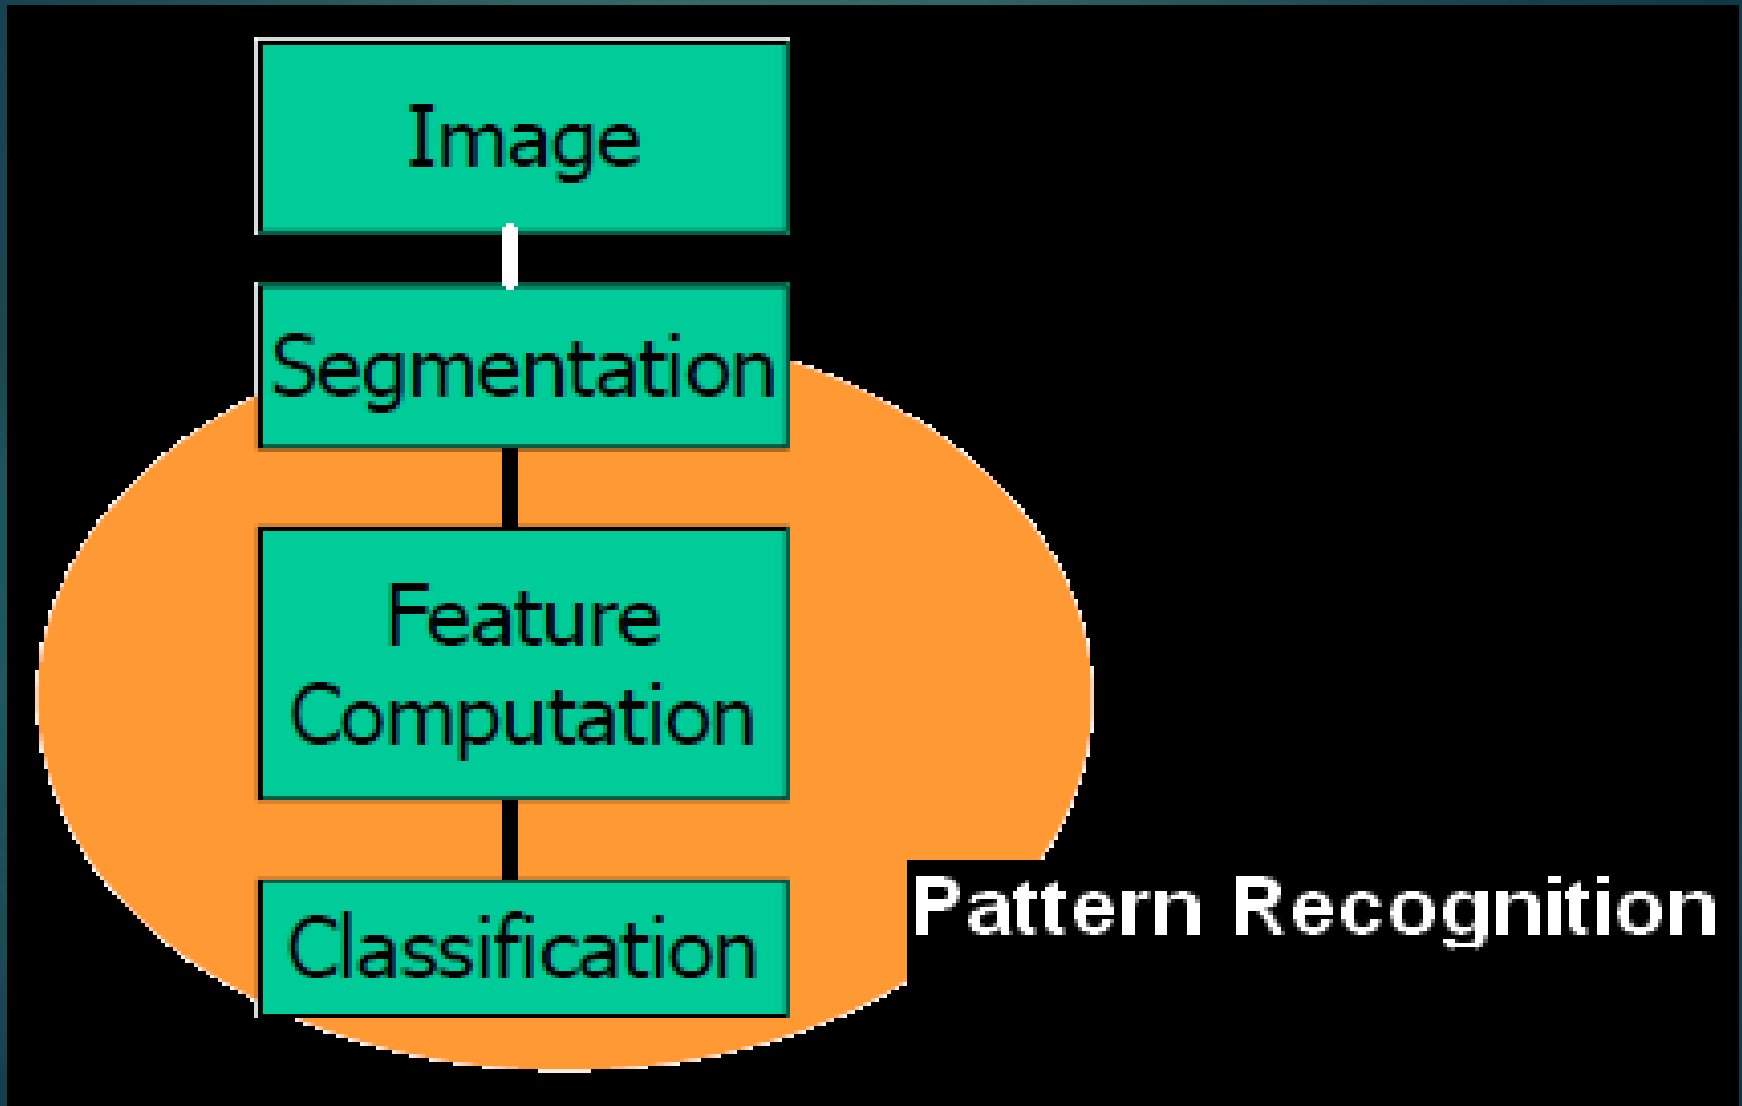 Image
Segmentation
Feature
Computation
Classification
Pattern Recognition